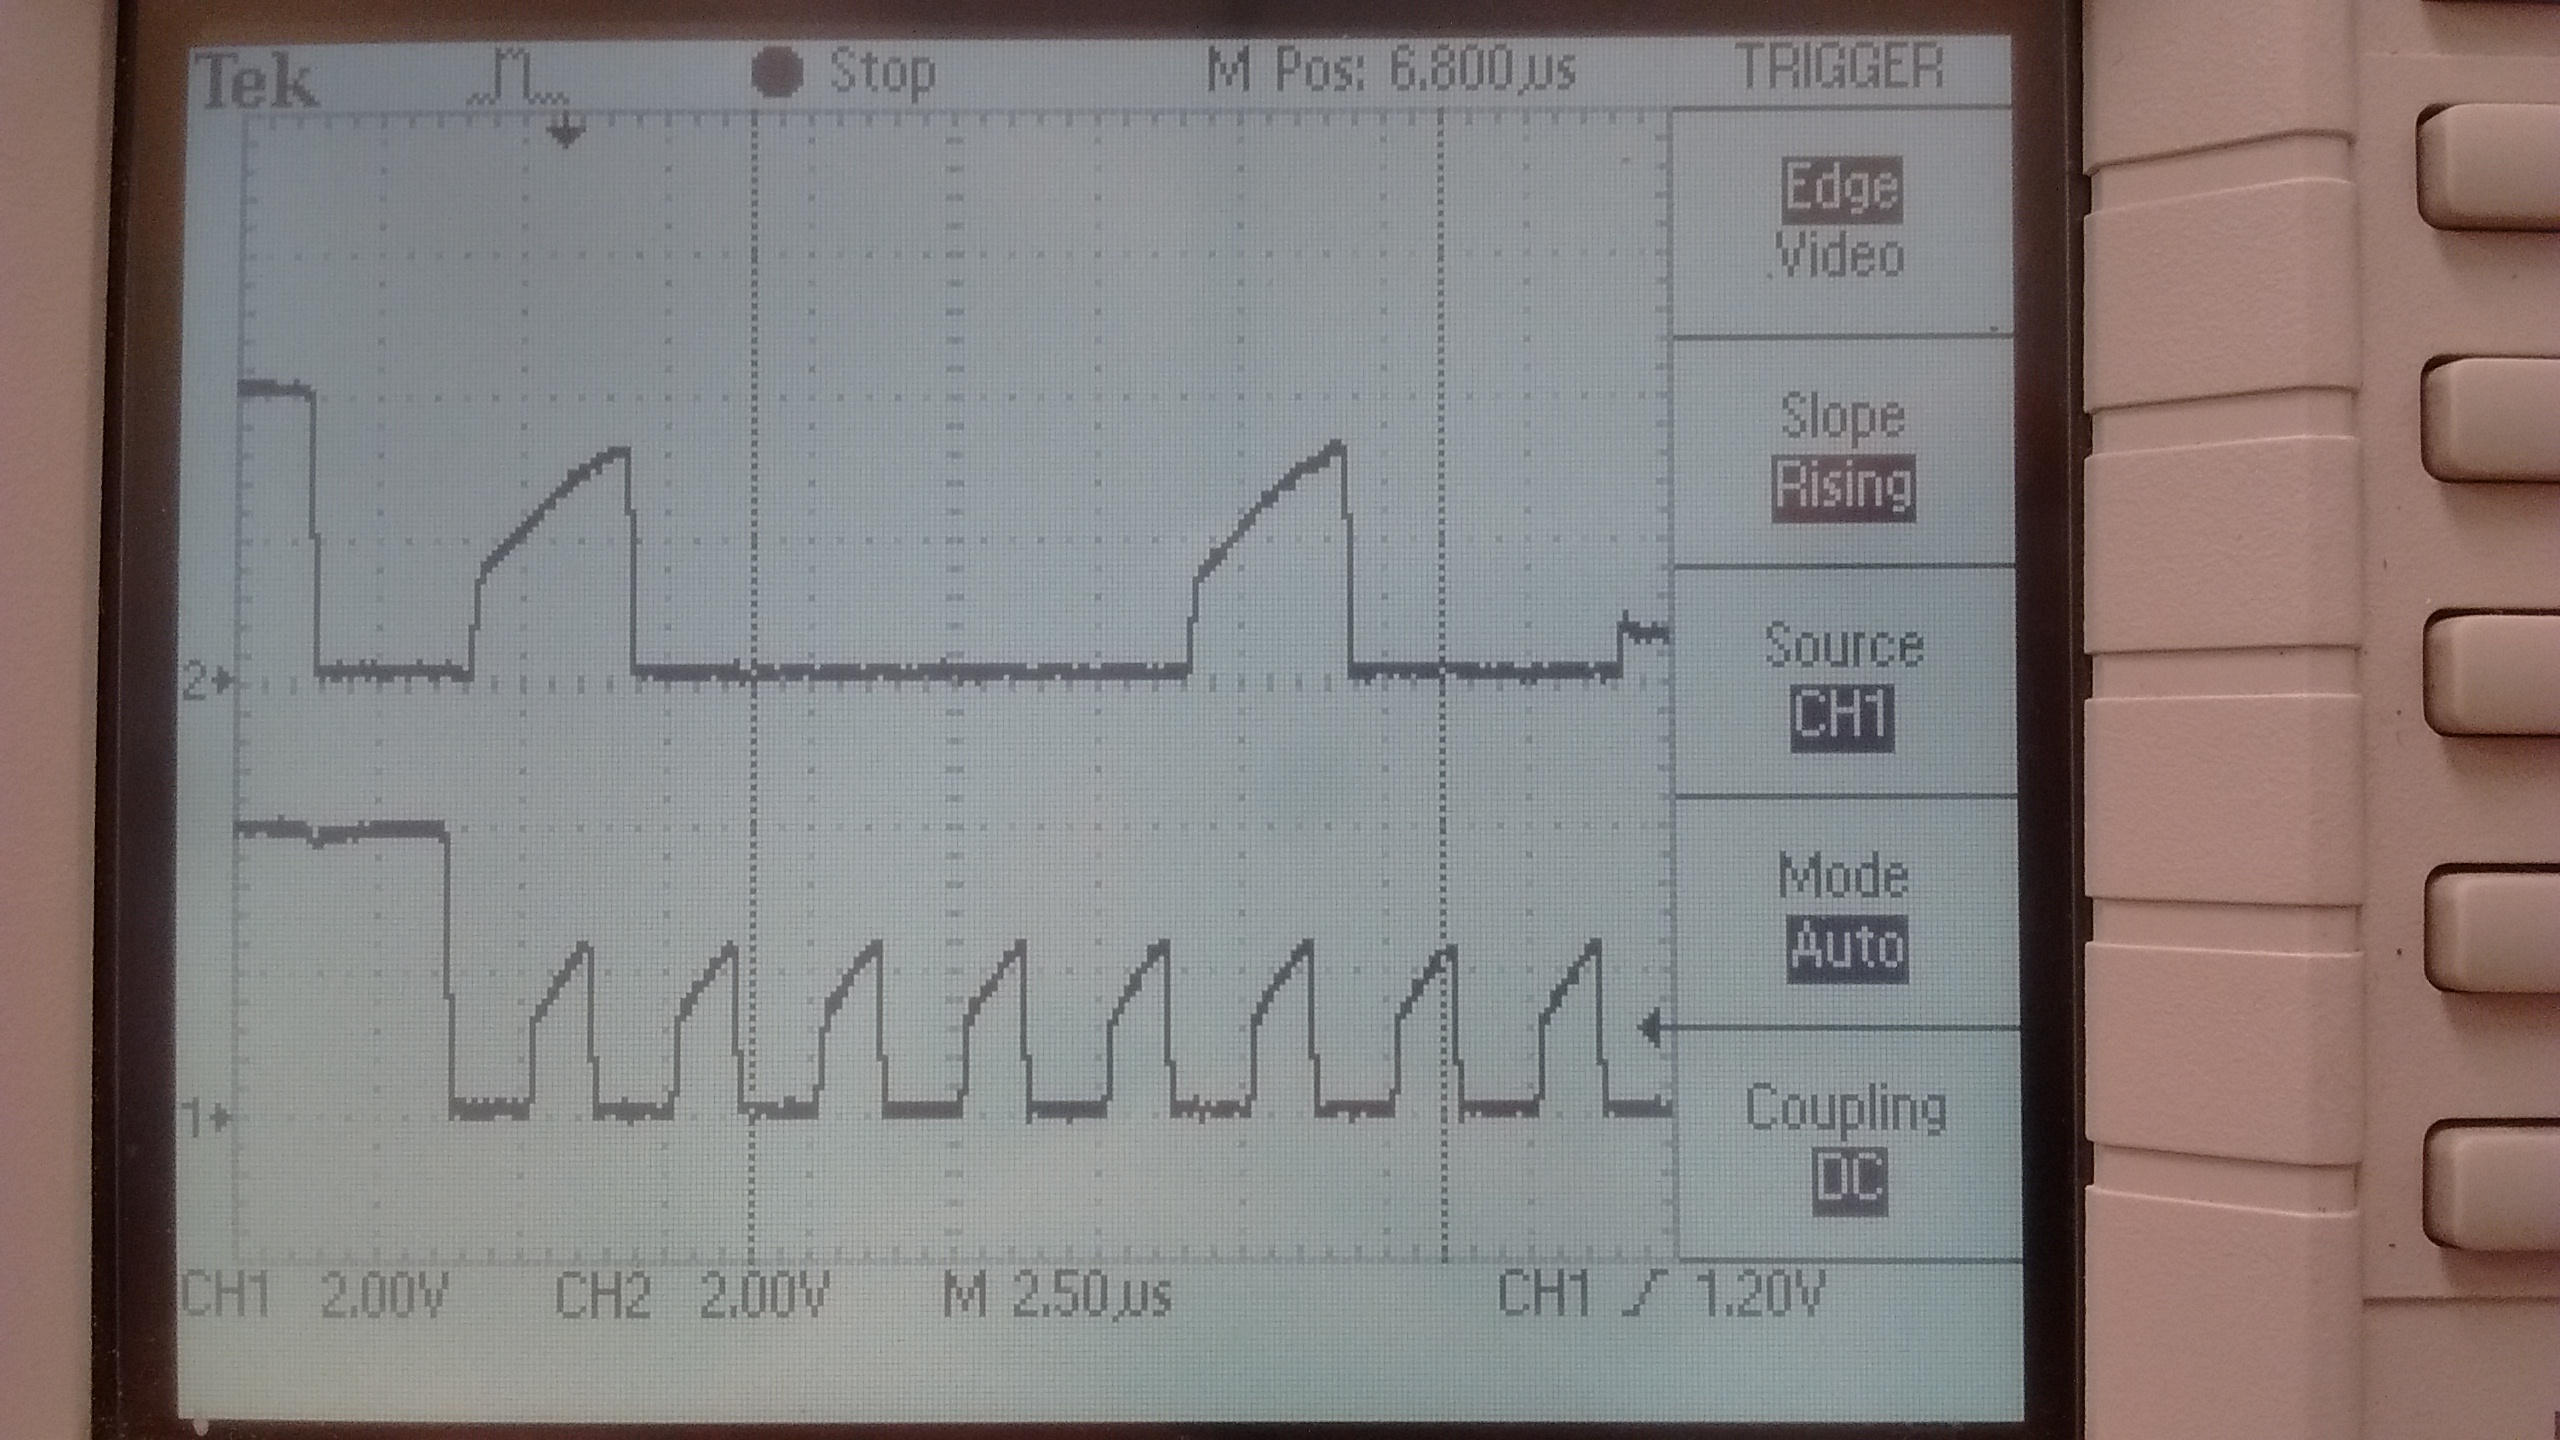 Tek Stop M Pos: 6.800µs TRIGGER
Edge
Video
Slope
Rising
Source
CH1
Mode
Auto
Coupling
DC
2
1
CH1 2.00V CH2 2.00V M 2.50µs CH1 1.20V